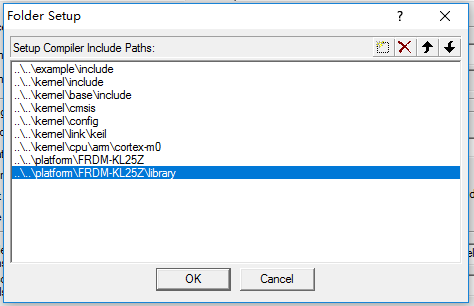 Folder Setup
?
Setup Compiler Include Paths:
..\..\example\include
..\..\kernel\include
..\..\kernel\base\include
..\..\kernel\cmsis
..\..\kernel\config
..\..\kernel\link\keil
..\..\kernel\cpu\arm\cortex-m0
..\..\platform\FRDM-KL25Z
..\..\platform\FRDM-KL25Z\library
OK
Cancel